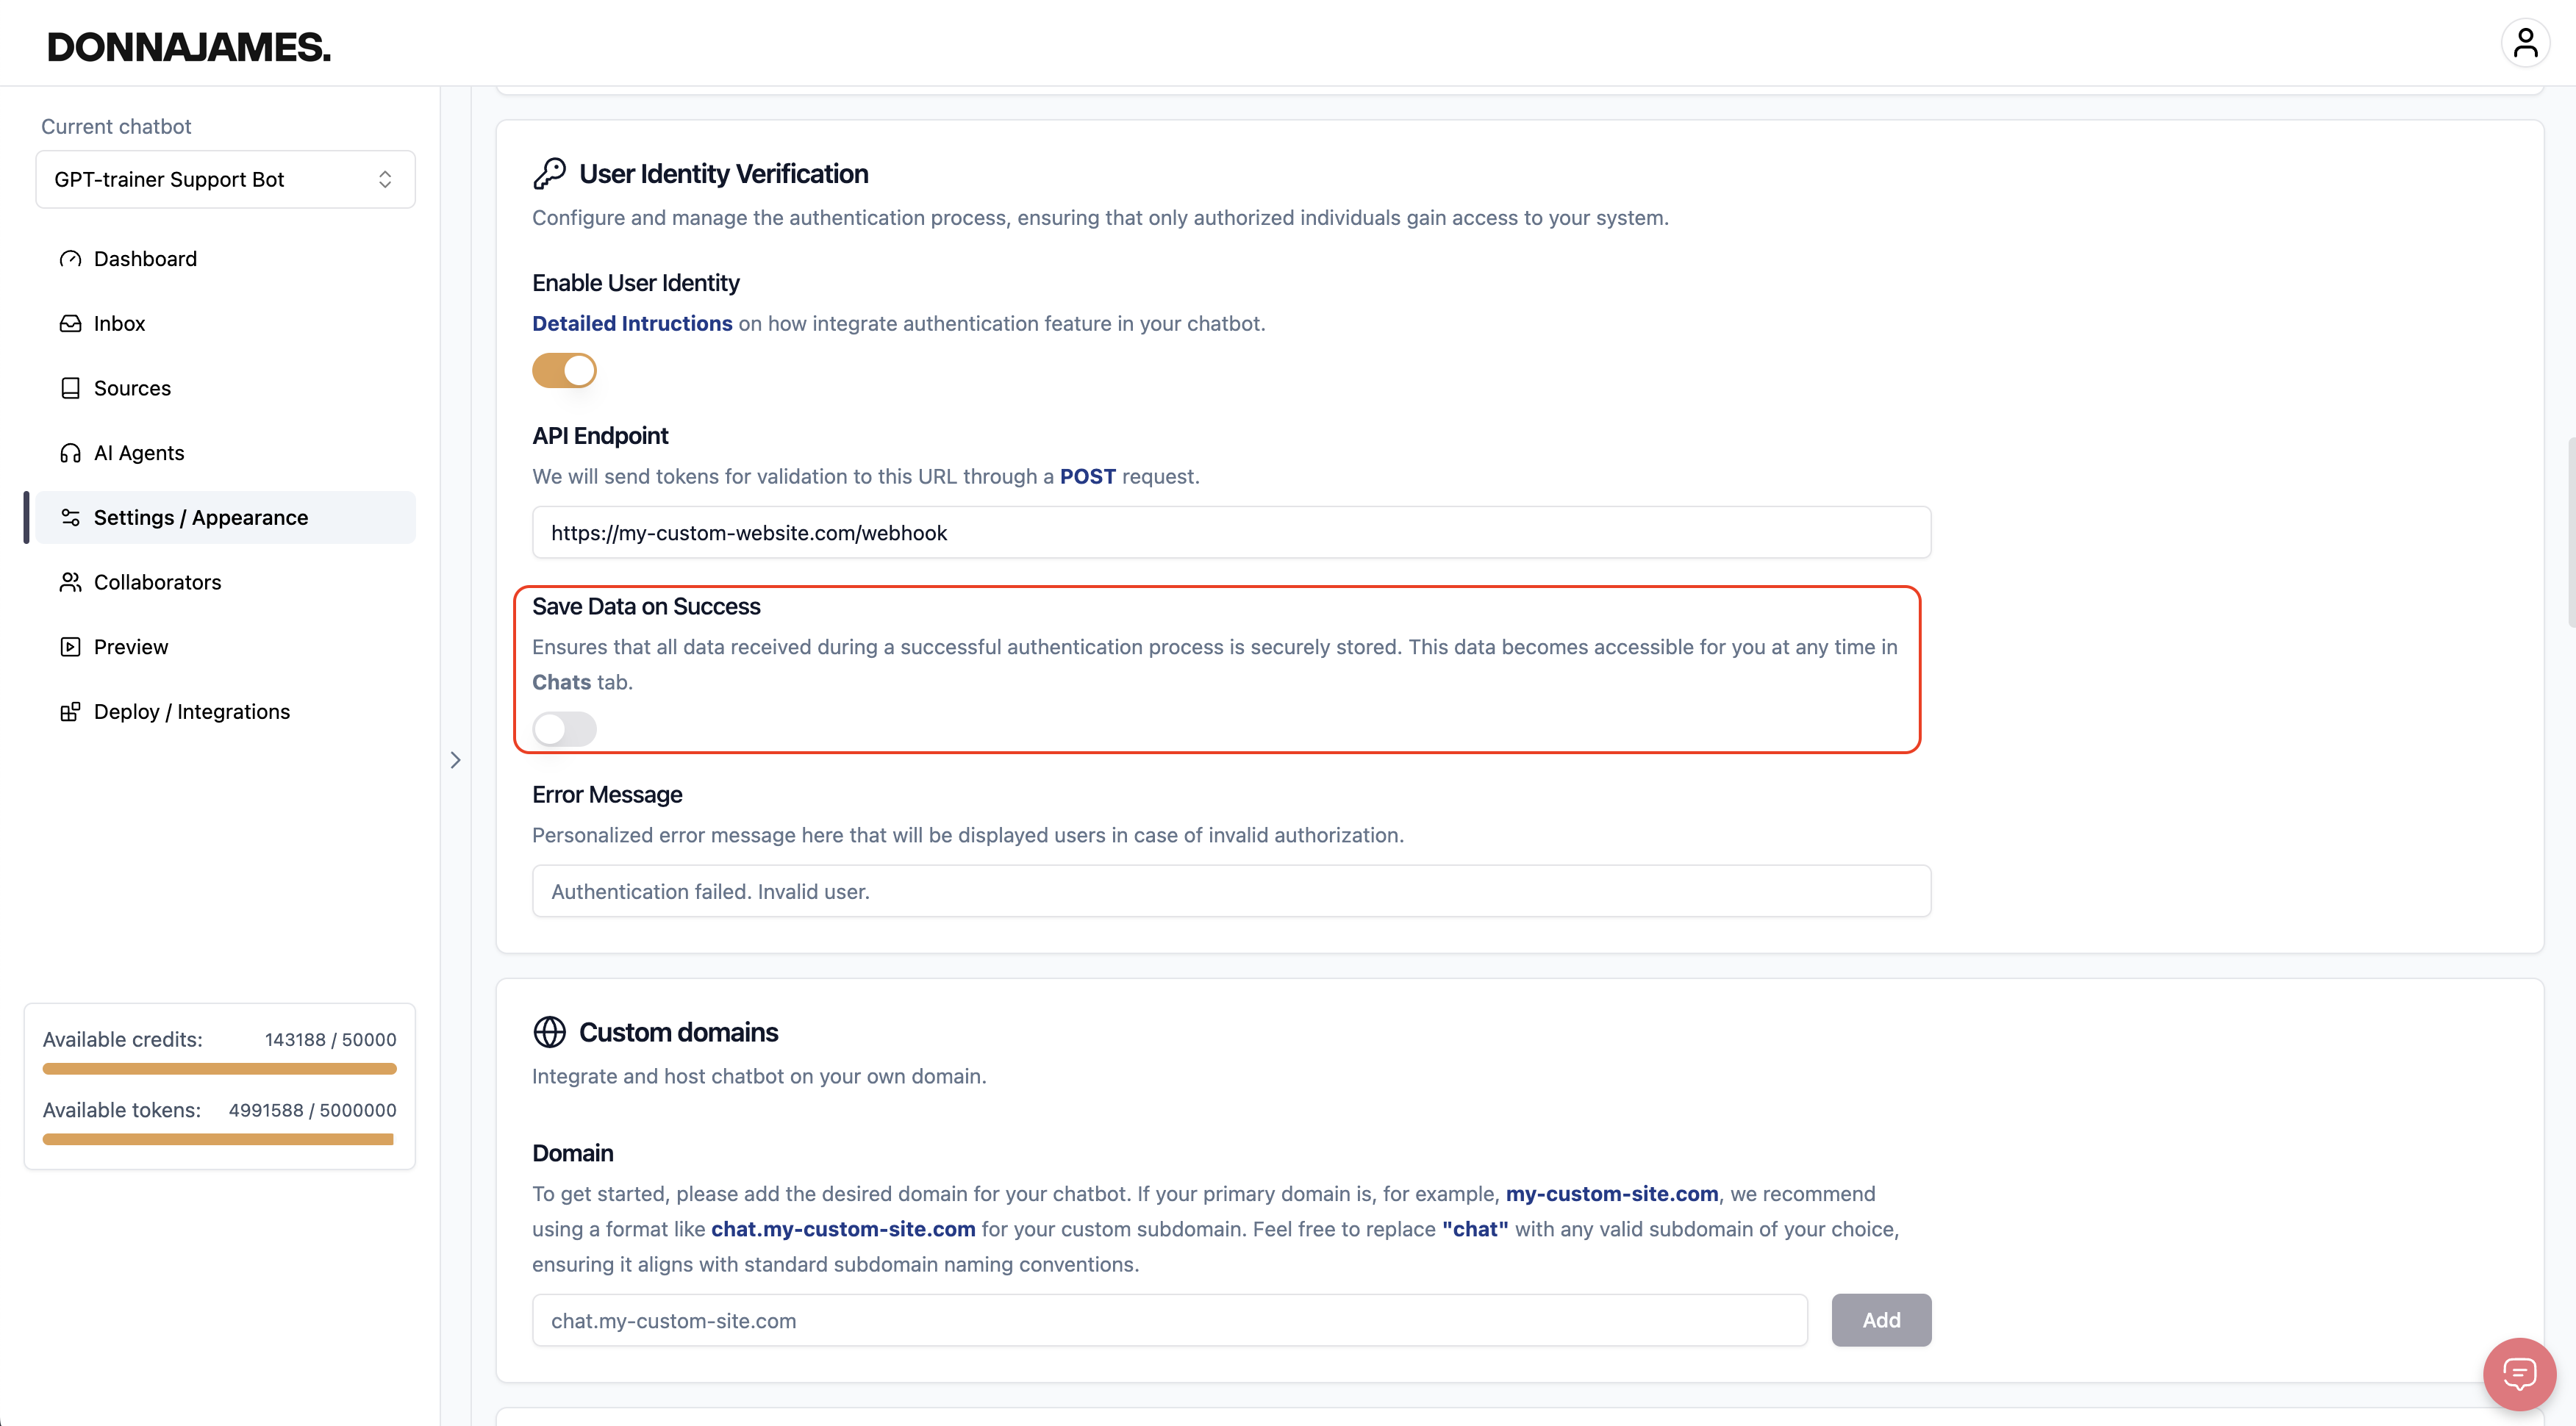 DONNAJAMES.
Current chatbot
GPT-trainer Support Bot
Dashboard
Inbox
Sources
AI Agents
Settings / Appearance
Collaborators
Preview
Deploy / Integrations
Available credits: 143188 / 50000
Available tokens: 4991588 / 5000000
User Identity Verification
Configure and manage the authentication process, ensuring that only authorized individuals gain access to your system.
Enable User Identity
Detailed Intructions on how integrate authentication feature in your chatbot.
API Endpoint
We will send tokens for validation to this URL through a POST request.
https://my-custom-website.com/webhook
Save Data on Success
Ensures that all data received during a successful authentication process is securely stored. This data becomes accessible for you at any time in
Chats tab.
Error Message
Personalized error message here that will be displayed users in case of invalid authorization.
Authentication failed. Invalid user.
Custom domains
Integrate and host chatbot on your own domain.
Domain
To get started, please add the desired domain for your chatbot. If your primary domain is, for example, my-custom-site.com, we recommend
using a format like chat.my-custom-site.com for your custom subdomain. Feel free to replace "chat" with any valid subdomain of your choice,
ensuring it aligns with standard subdomain naming conventions.
chat.my-custom-site.com
Add